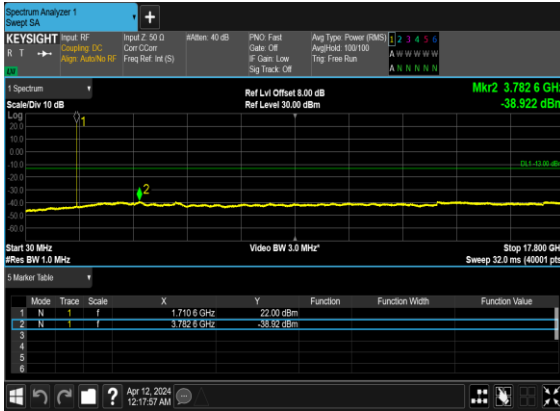 Spectrum Analyzer 1
Swept SA
+
KEYSIGHT Input: RF Input Z: 50 Ω #Atten: 40 dB PNO: Fast Avg Type: Power (RMS) 1 2 3 4 5 6
R T Coupling: DC Corr CCorr Gate: Off Avg|Hold: 100/100 A W W W W W
Align: Auto/No RF Freq Ref: Int (S) IF Gain: Low Trig: Free Run
Sig Track: Off A N N N N N
1 Spectrum Ref Lvl Offset 8.00 dB Mkr2 3.782 6 GHz
Scale/Div 10 dB Ref Level 30.00 dBm -38.922 dBm
Log
20.0
10.0
0.00
-10.0
-20.0
-30.0
-40.0
-50.0
-60.0
1
2
DL1 -13.00 dBm
Start 30 MHz Video BW 3.0 MHz* Stop 17.800 GHz
#Res BW 1.0 MHz Sweep 32.0 ms (40001 pts)
5 Marker Table
Mode Trace Scale X Y Function Function Width Function Value
1 N 1 f 1.710 6 GHz 22.00 dBm
2 N 1 f 3.782 6 GHz -38.92 dBm
3
4
5
6
? Apr 12, 2024
12:17:57 AM